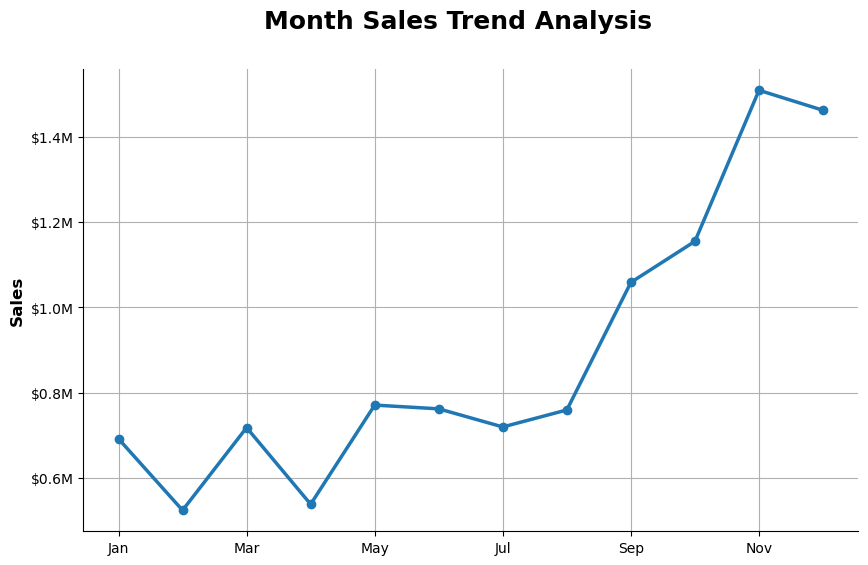 Month Sales Trend Analysis
$1.4M
$1.2M
$1.0M
$0.8M
$0.6M
Sales
Jan Mar May Jul Sep Nov